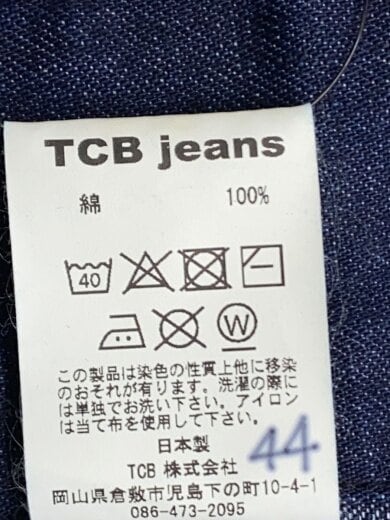 TCB jeans
綿 100%
40
W
この製品は染色の性質上他に移染
のおそれが有ります。洗濯の際に
は単独でお洗い下さい。アイロン
は当て布を使用して下さい。
日本製
44
TCB 株式会社
岡山県倉敷市児島下の町10-4-1
086-473-2095